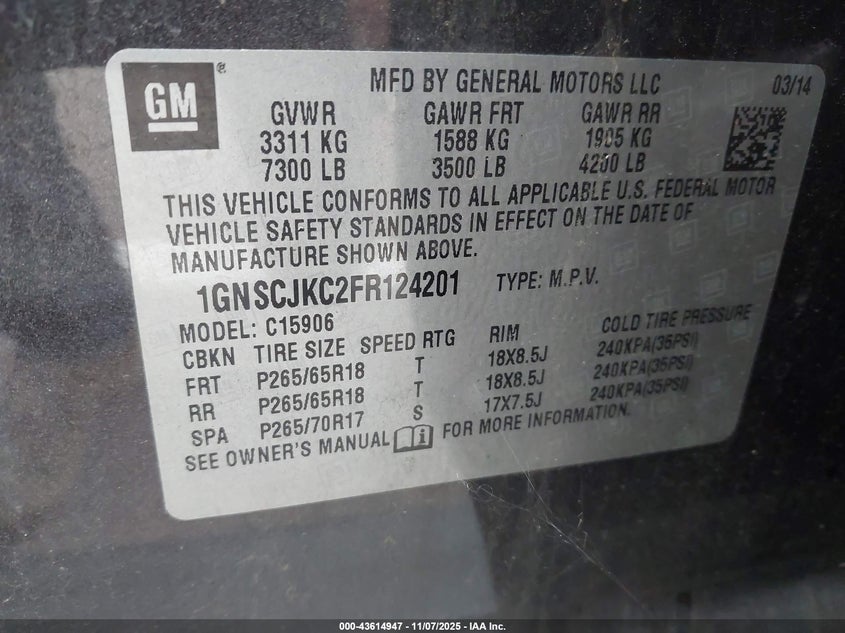 GM
MFD BY GENERAL MOTORS LLC 03/14
GVWR GAWR FRT GAWR RR
3311 KG 1588 KG 1905 KG
7300 LB 3500 LB 4200 LB
THIS VEHICLE CONFORMS TO ALL APPLICABLE U.S. FEDERAL MOTOR
VEHICLE SAFETY STANDARDS IN EFFECT ON THE DATE OF
MANUFACTURE SHOWN ABOVE.
1GNSCJKC2FR124201 TYPE: M.P.V.
MODEL: C15906
CBKN TIRE SIZE SPEED RTG RIM COLD TIRE PRESSURE
FRT P265/65R18 T 18X8.5J 240KPA(35PSI)
RR P265/65R18 T 18X8.5J 240KPA(35PSI)
SPA P265/70R17 S 17X7.5J 240KPA(35PSI)
SEE OWNER'S MANUAL FOR MORE INFORMATION.
000-43614947 - 11/07/2025 - IAA Inc.